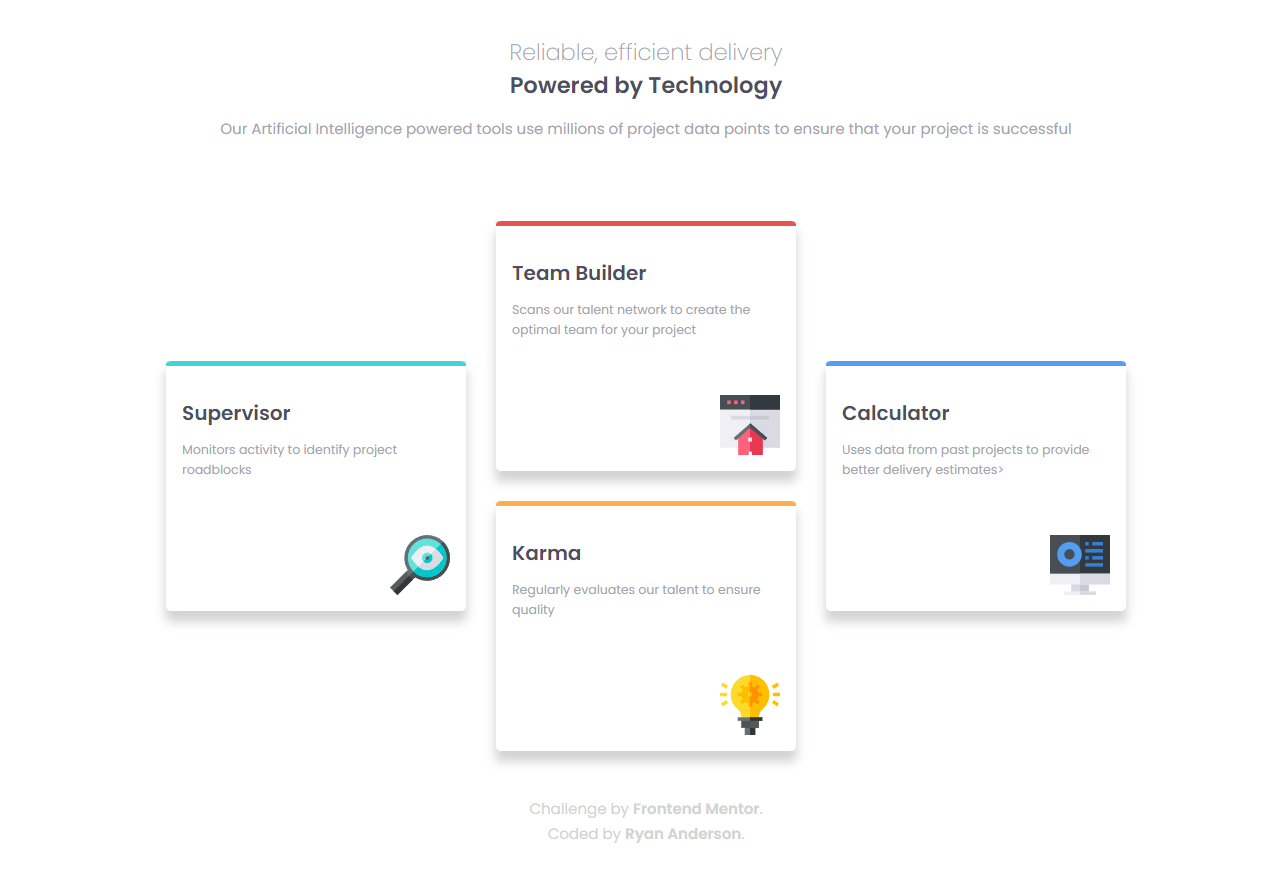 Reliable, efficient delivery
Powered by Technology
Our Artificial Intelligence powered tools use millions of project data points to ensure that your project is successful
Team Builder
Scans our talent network to create the
optimal team for your project
Supervisor
Monitors activity to identify project
roadblocks
Calculator
Uses data from past projects to provide
better delivery estimates>
Karma
Regularly evaluates our talent to ensure
quality
Challenge by Frontend Mentor.
Coded by Ryan Anderson.